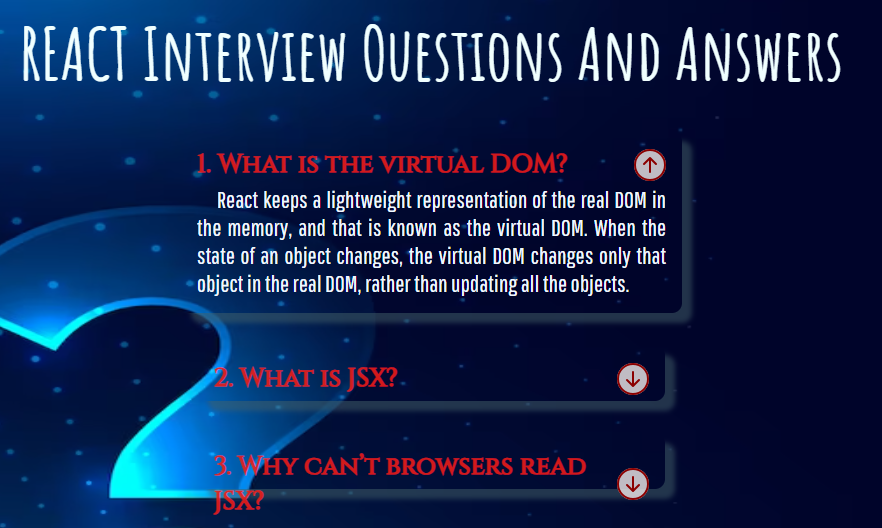 REACT Interview Questions And Answers
1. What is the virtual DOM?
React keeps a lightweight representation of the real DOM in
the memory, and that is known as the virtual DOM. When the
state of an object changes, the virtual DOM changes only that
object in the real DOM, rather than updating all the objects.
2. What is JSX?
3. Why can't browsers read
JSX?